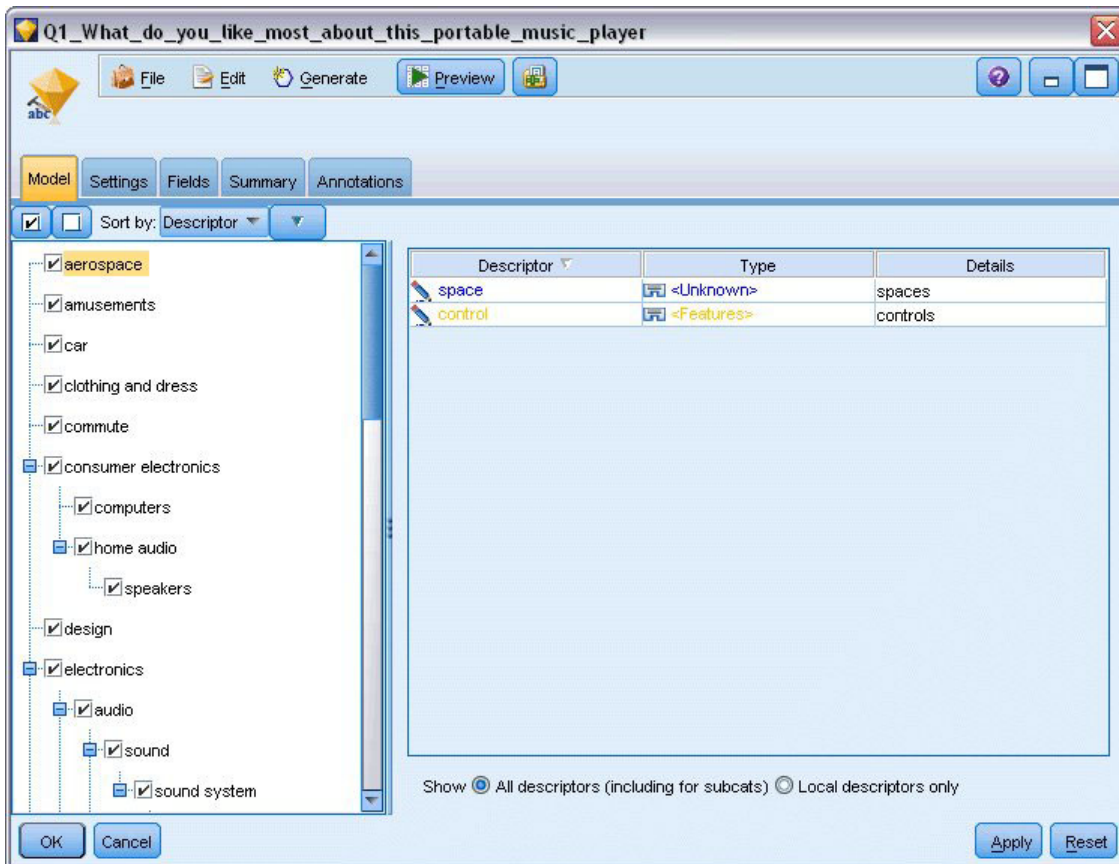 Q1_What_do_you_like_most_about_this_portable_music_player
File Edit Generate Preview
abc
Model Settings Fields Summary Annotations
Sort by: Descriptor
aerospace
amusements
car
clothing and dress
commute
consumer electronics
computers
home audio
speakers
design
electronics
audio
sound
sound system
Descriptor Type Details
space <Unknown> spaces
control <Features> controls
Show All descriptors (including for subcats) Local descriptors only
OK Cancel Apply Reset